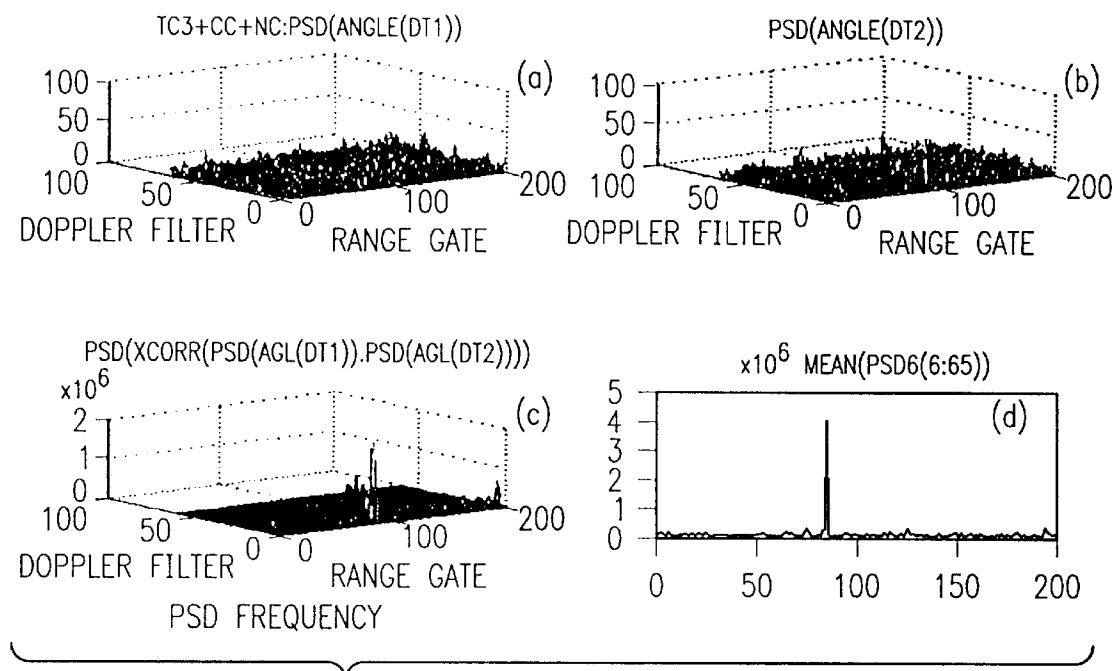 TC3+CC+NC:PSD(ANGLE(DT1))
(a)
100
50
0
100
50
0
0
100
200
DOPPLER FILTER
RANGE GATE
PSD(ANGLE(DT2))
(b)
100
50
0
100
50
0
0
100
200
DOPPLER FILTER
RANGE GATE
PSD(XCORR(PSD(AGL(DT1)).PSD(AGL(DT2))))
x10^6
(c)
2
1
0
100
50
0
0
100
200
DOPPLER FILTER
RANGE GATE
PSD FREQUENCY
x10^6 MEAN(PSD6(6:65))
(d)
5
4
3
2
1
0
0
50
100
150
200